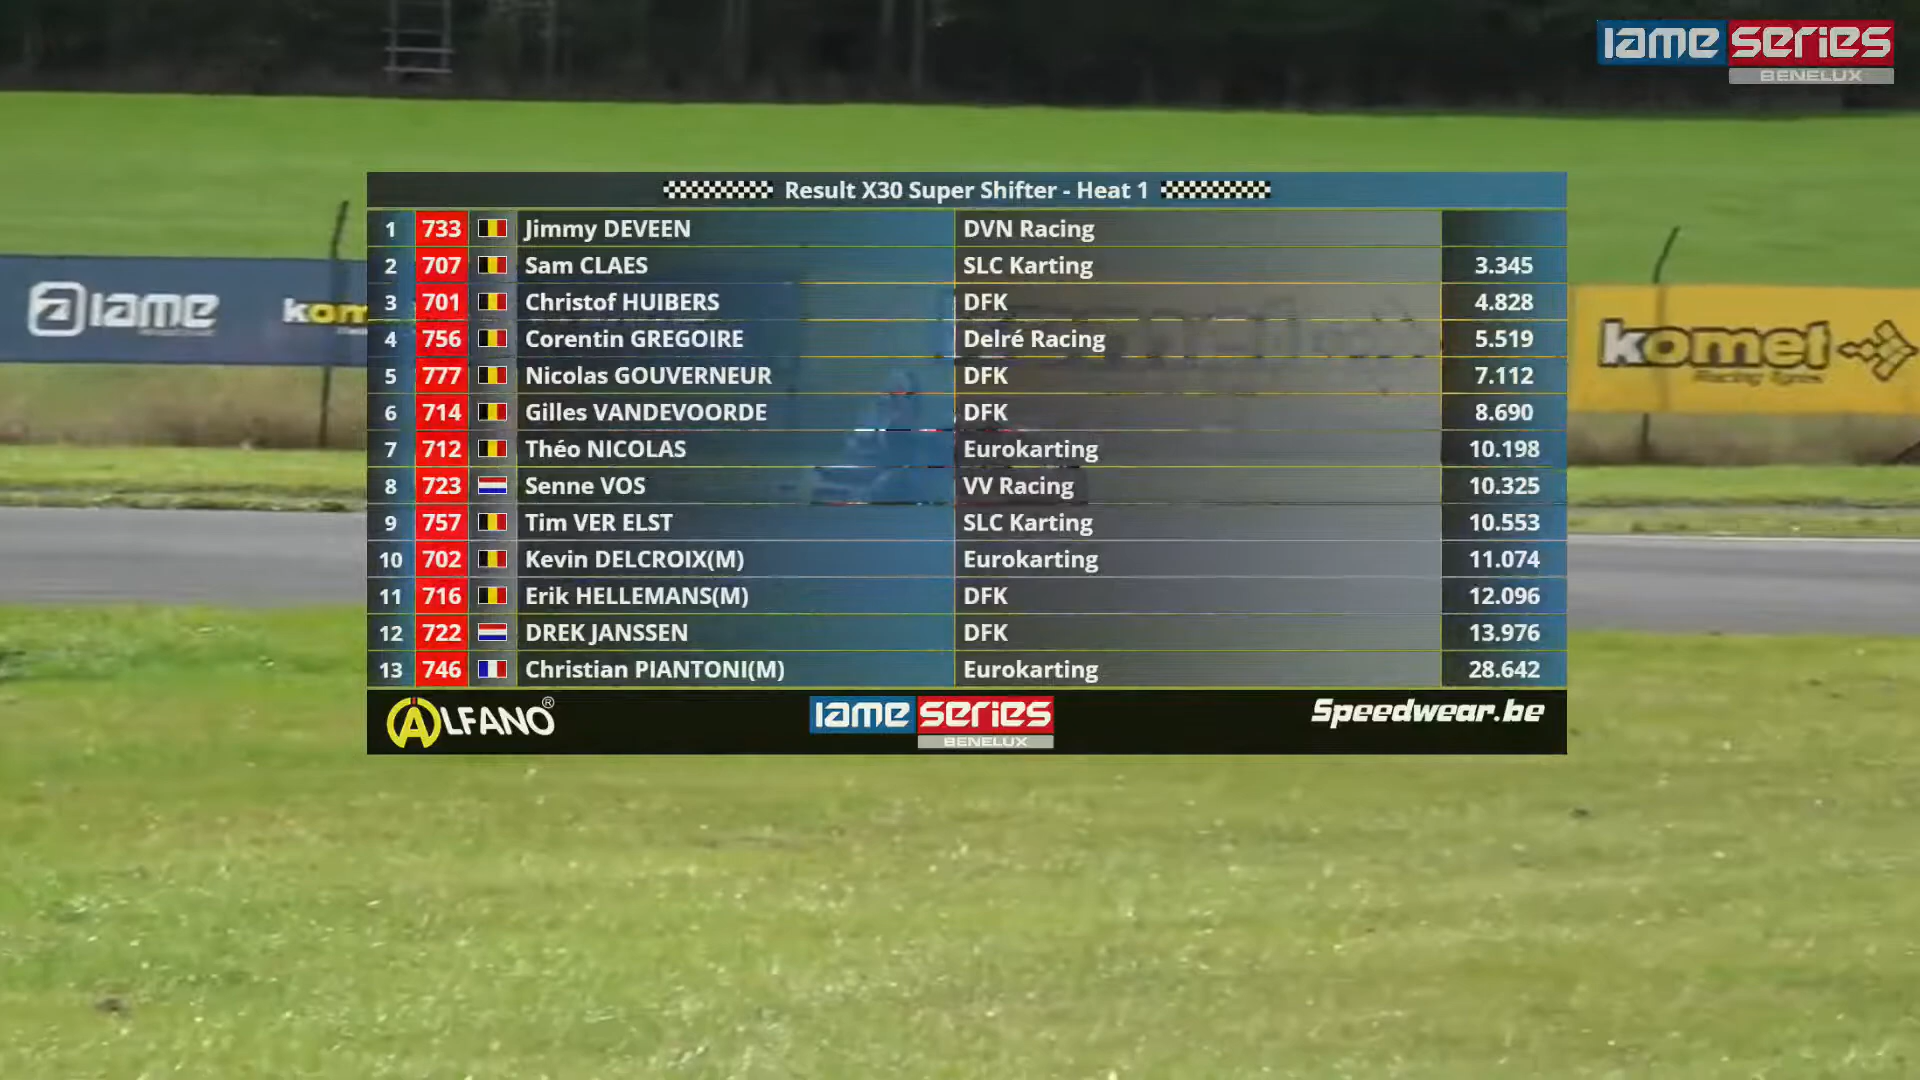 IAME SERIES
BENELUX
Result X30 Super Shifter - Heat 1
1 733 Jimmy DEVEEN DVN Racing
2 707 Sam CLAES SLC Karting 3.345
3 701 Christof HUIBERS DFK 4.828
4 756 Corentin GREGOIRE Delré Racing 5.519
5 777 Nicolas GOUVERNEUR DFK 7.112
6 714 Gilles VANDEVOORDE DFK 8.690
7 712 Théo NICOLAS Eurokarting 10.198
8 723 Senne VOS VV Racing 10.325
9 757 Tim VER ELST SLC Karting 10.553
10 702 Kevin DELCROIX(M) Eurokarting 11.074
11 716 Erik HELLEMANS(M) DFK 12.096
12 722 DREK JANSSEN DFK 13.976
13 746 Christian PIANTONI(M) Eurokarting 28.642
iame kom
komet
Racing Tyres
ALFANO® IAME SERIES Speedwear.be
BENELUX